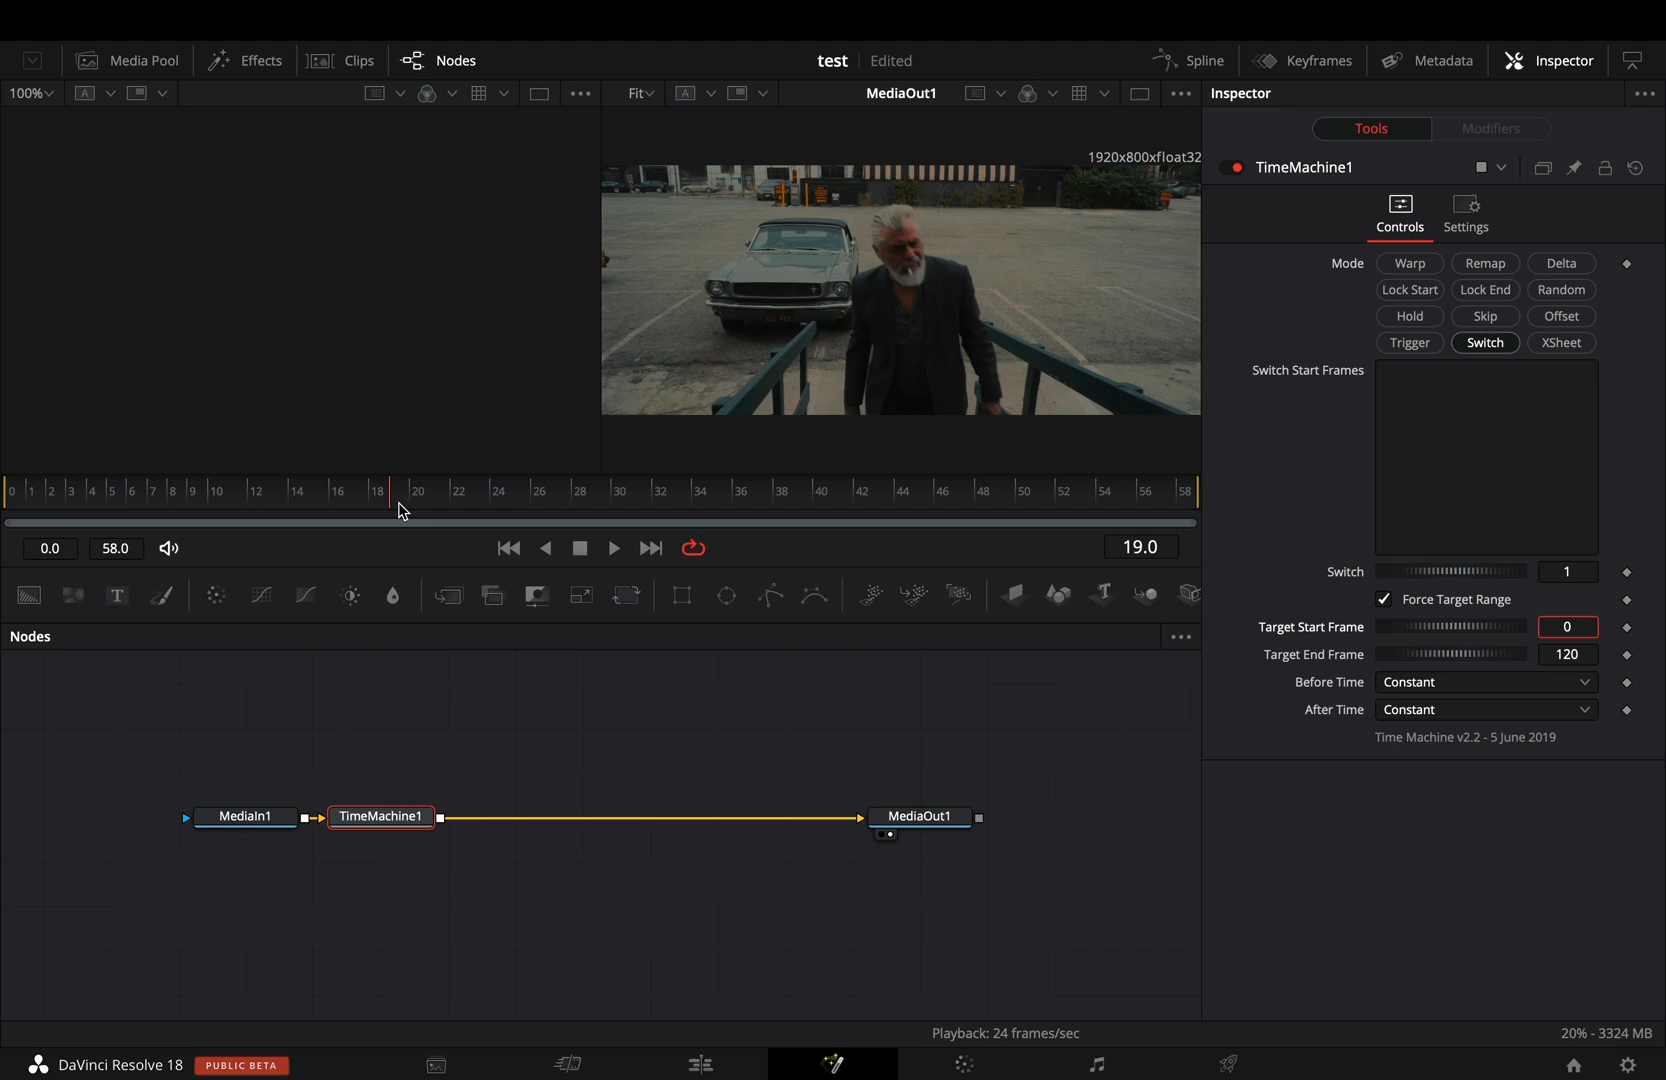 Media Pool Effects Clips Nodes test Edited Spline Keyframes Metadata Inspector
100% A Fit A MediaOut1 Inspector
Tools Modifiers
1920x800xfloat32
TimeMachine1
Controls Settings
Mode Warp Remap Delta
Lock Start Lock End Random
Hold Skip Offset
Trigger Switch XSheet
Switch Start Frames
0 1 2 3 4 5 6 7 8 9 10 12 14 16 18 20 22 24 26 28 30 32 34 36 38 40 42 44 46 48 50 52 54 56 58
0.0 58.0 19.0
Switch 1
Force Target Range
T T
Target Start Frame 0
Nodes
Target End Frame 120
Before Time Constant
After Time Constant
Time Machine v2.2 - 5 June 2019
MediaIn1 TimeMachine1 MediaOut1
Playback: 24 frames/sec 20% - 3324 MB
DaVinci Resolve 18 PUBLIC BETA